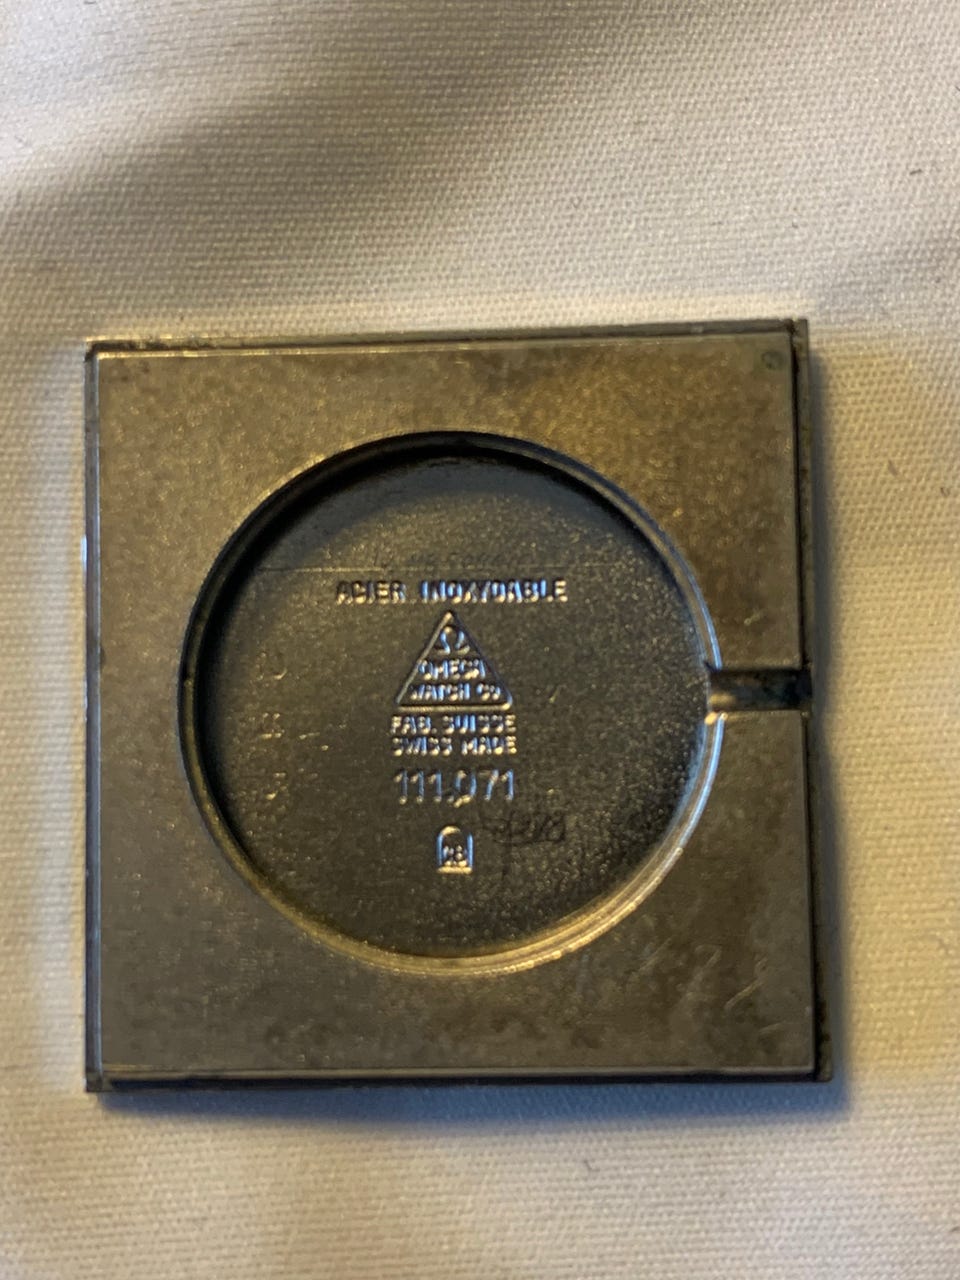 ACIER INOXYDABLE
Ω
OMEGA
WATCH CO
FAB. SUISSE
SWISS MADE
111.071